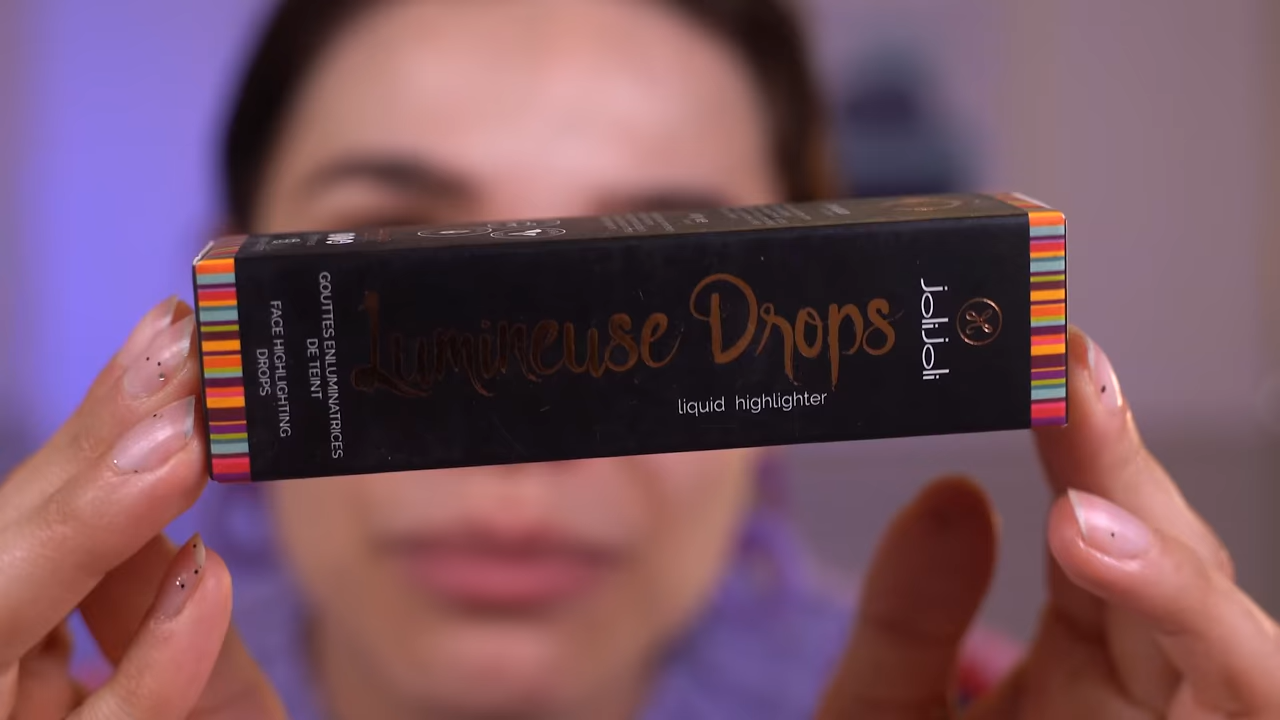 Lumineuse Drops
liquid highlighter
jolijoli
GOUTTES ENLUMINATRICES
DE TEINT
FACE HIGHLIGHTING
DROPS